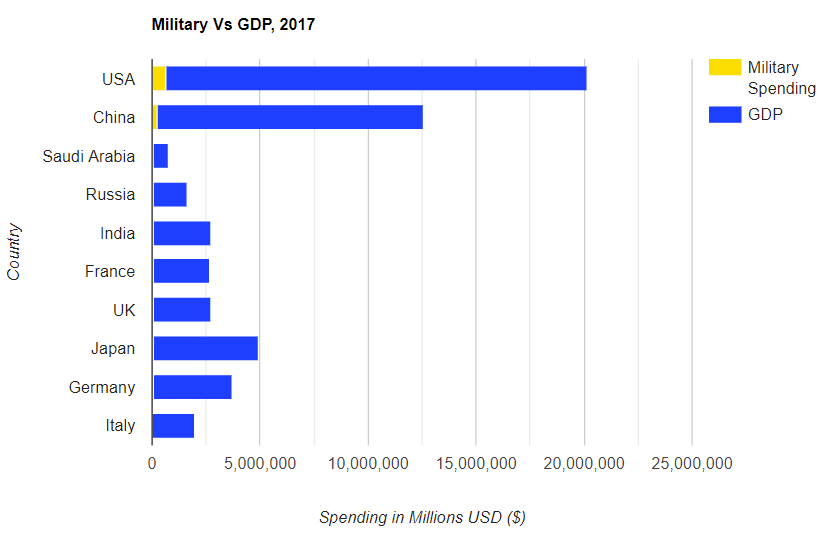 Military Vs GDP, 2017
Military
Spending
GDP
Country
USA
China
Saudi Arabia
Russia
India
France
UK
Japan
Germany
Italy
0
5,000,000
10,000,000
15,000,000
20,000,000
25,000,000
Spending in Millions USD ($)